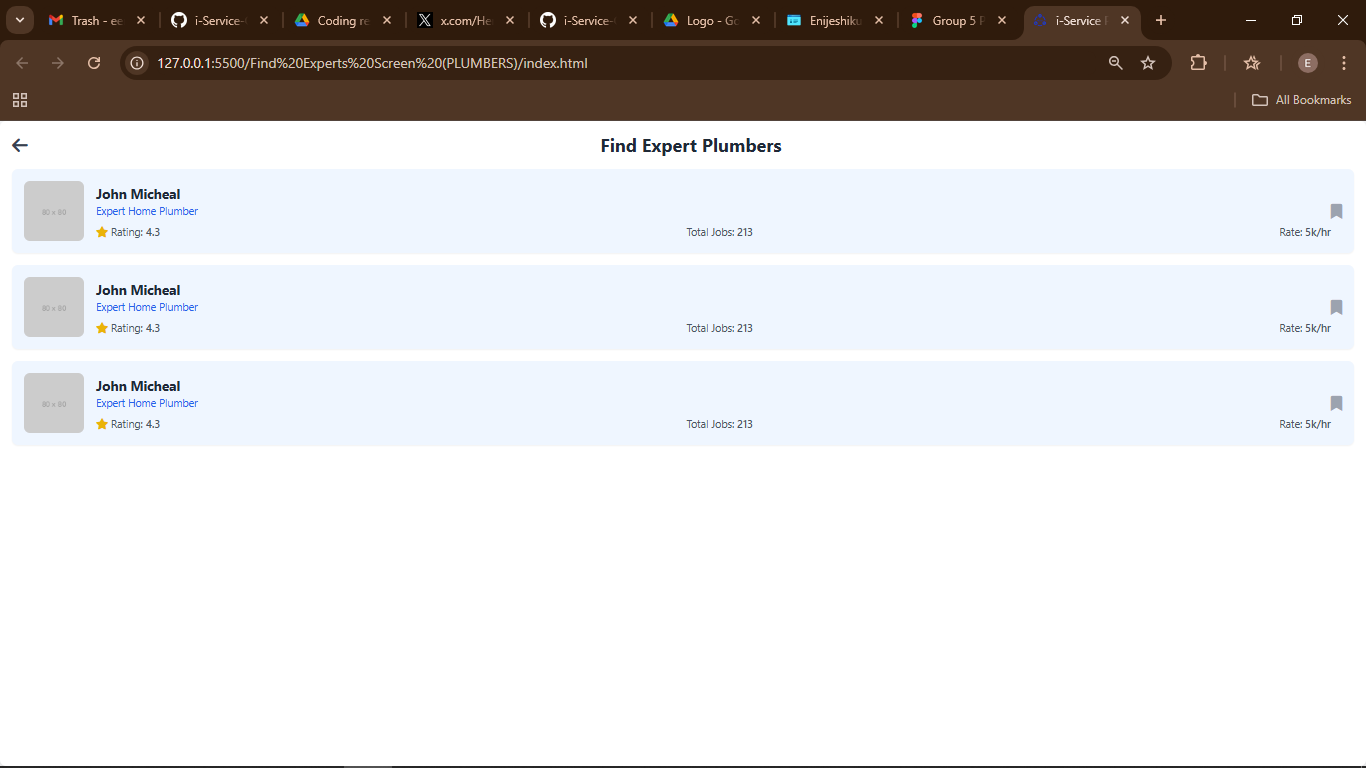 Trash - ee
i-Service-
Coding re
x.com/He
i-Service-
Logo - Go
Enijeshiku
Group 5 P
i-Service
127.0.0.1:5500/Find%20Experts%20Screen%20(PLUMBERS)/index.html
E
All Bookmarks
Find Expert Plumbers
80 x 80
John Micheal
Expert Home Plumber
Rating: 4.3 Total Jobs: 213 Rate: 5k/hr
80 x 80
John Micheal
Expert Home Plumber
Rating: 4.3 Total Jobs: 213 Rate: 5k/hr
80 x 80
John Micheal
Expert Home Plumber
Rating: 4.3 Total Jobs: 213 Rate: 5k/hr